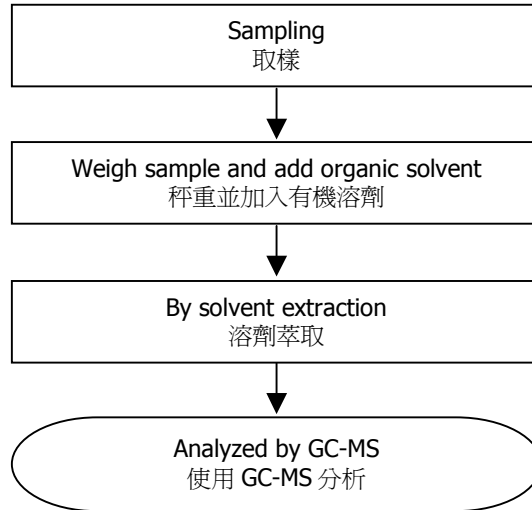 Sampling
取樣
Weigh sample and add organic solvent
秤重並加入有機溶劑
By solvent extraction
溶劑萃取
Analyzed by GC-MS
使用 GC-MS 分析